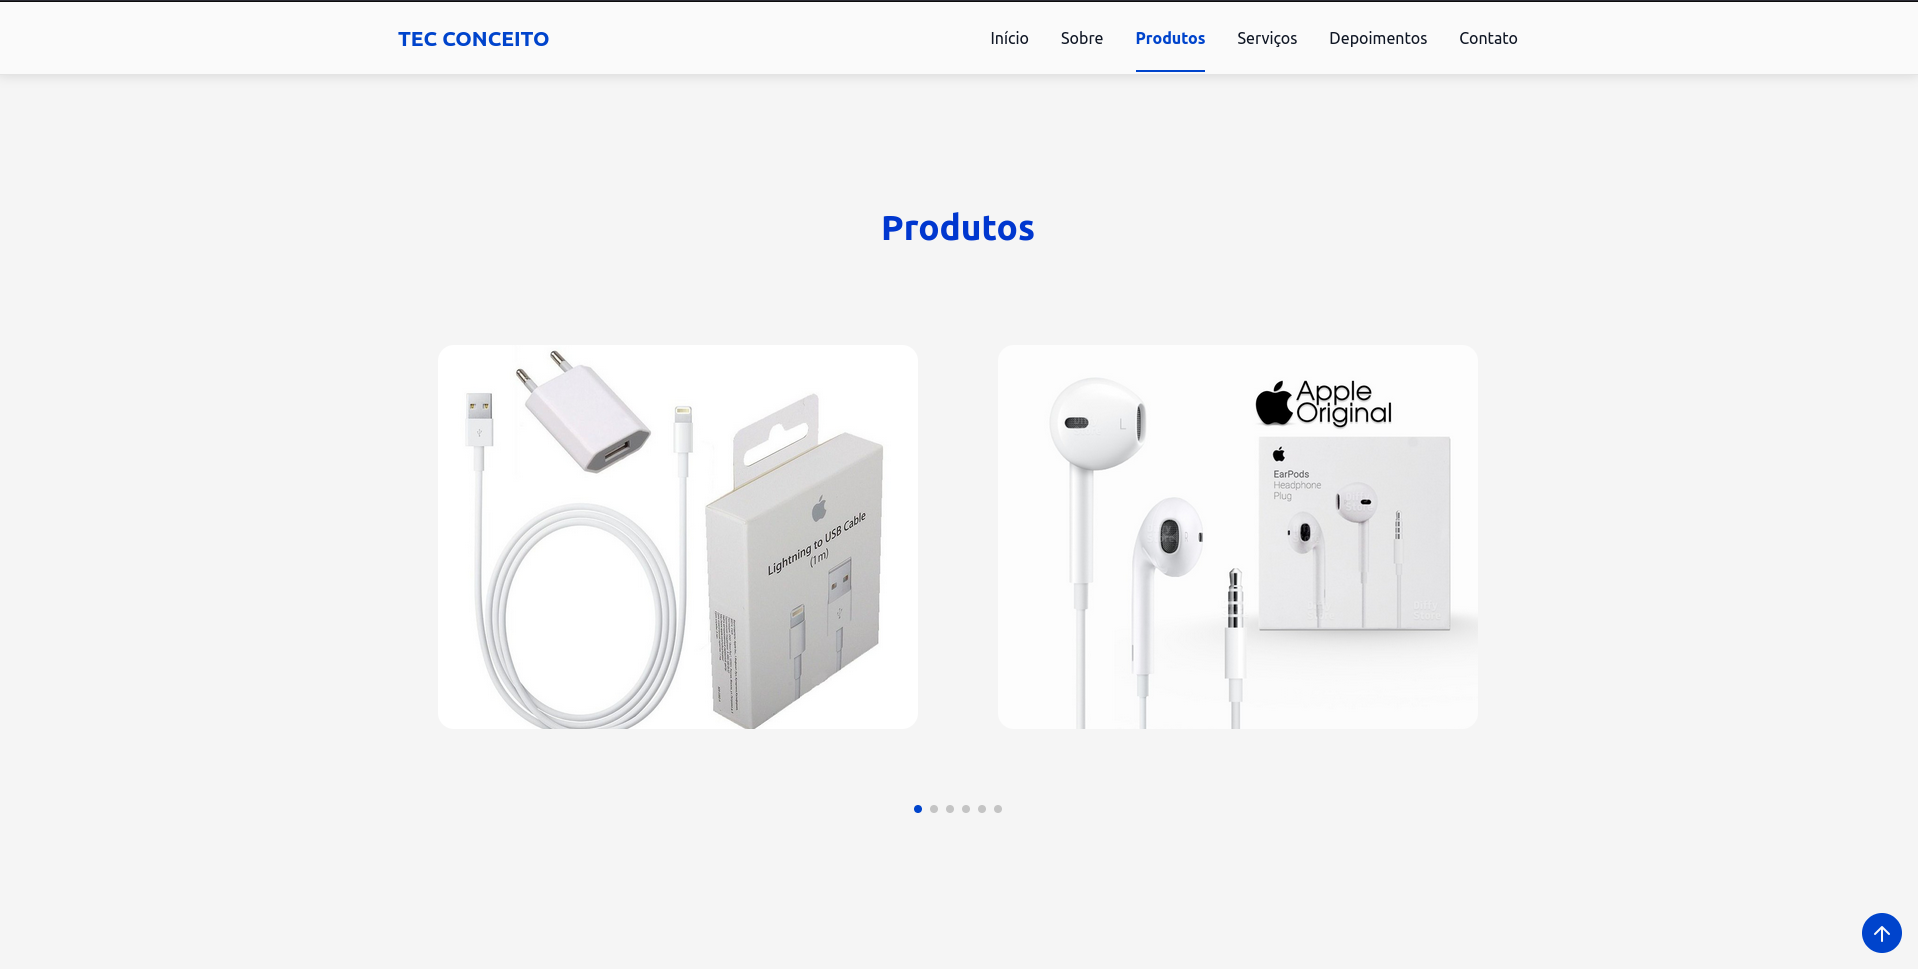 TEC CONCEITO
Início
Sobre
Produtos
Serviços
Depoimentos
Contato
Produtos
Lightning to USB Cable
(1m)
L
Apple
Original
EarPods
Headphone
Plug